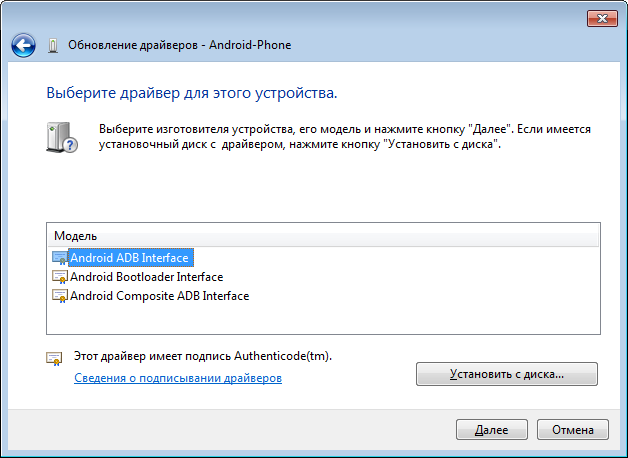 Обновление драйверов - Android-Phone
Выберите драйвер для этого устройства.
Выберите изготовителя устройства, его модель и нажмите кнопку "Далее". Если имеется
установочный диск с драйвером, нажмите кнопку "Установить с диска".
Модель
Android ADB Interface
Android Bootloader Interface
Android Composite ADB Interface
Этот драйвер имеет подпись Authenticode(tm).
Сведения о подписывании драйверов
Установить с диска...
Далее
Отмена